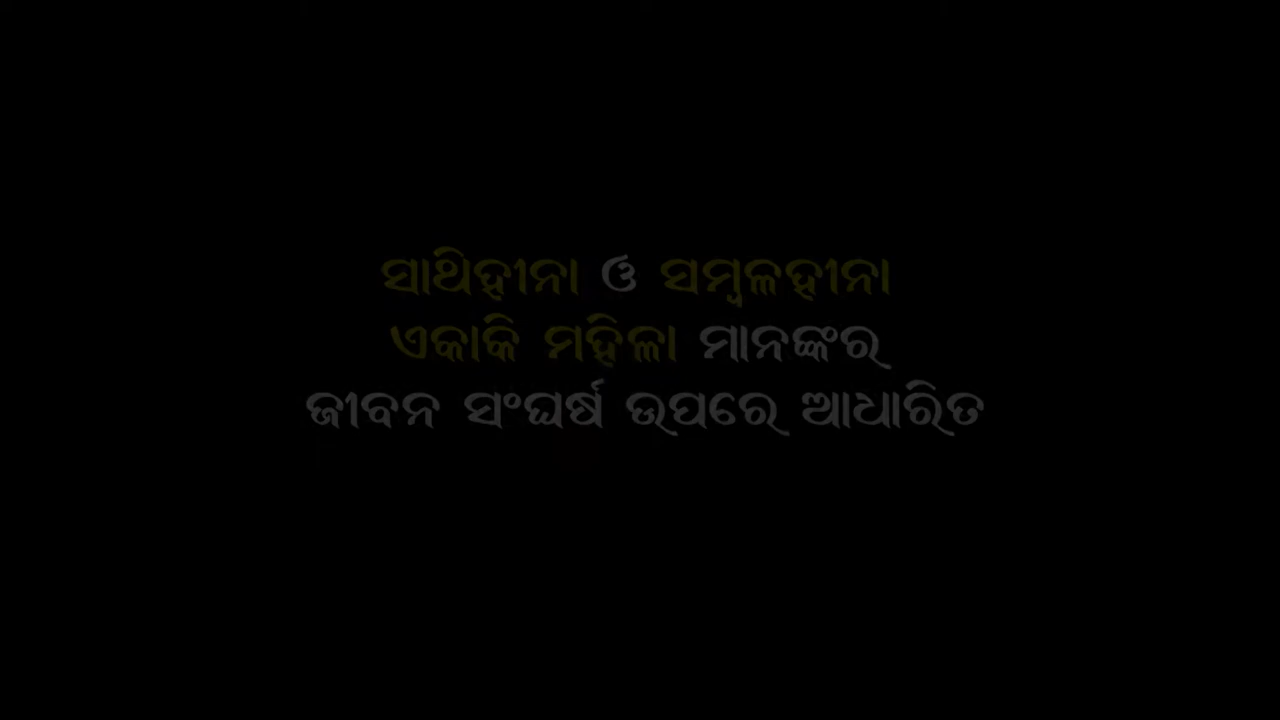 ସାଥିହୀନା ଓ ସମ୍ବଳହୀନା
ଏକାକି ମହିଳା ମାନଙ୍କର
ଜୀବନ ସଂଘର୍ଷ ଉପରେ ଆଧାରିତ